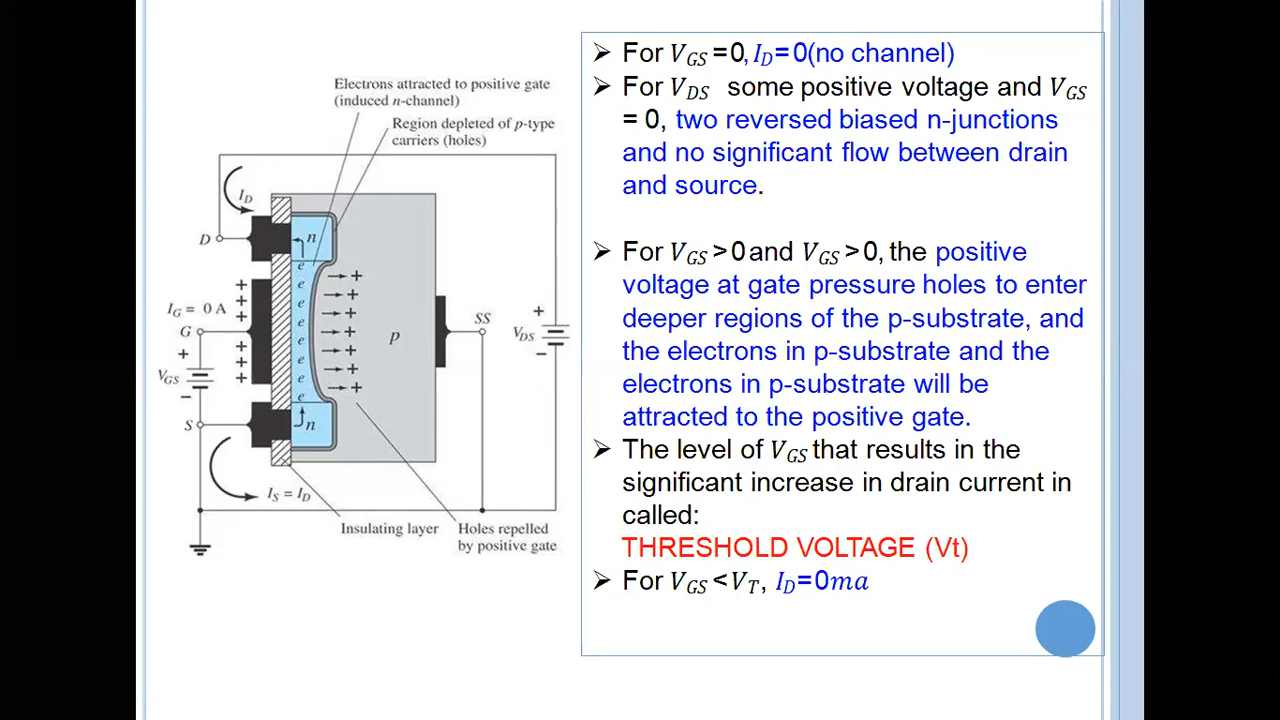 Electrons attracted to positive gate
(induced n-channel)
Region depleted of p-type
carriers (holes)
I_D
D
n
e
e
e
e
e
e
e
e
+
+
+
+
+
+
I_G = 0 A
G
+
V_GS
−
S
n
I_S = I_D
+
+
+
+
+
+
+
p
SS
+
V_DS
−
Insulating layer
Holes repelled
by positive gate
➢ For V_GS =0, I_D=0(no channel)
➢ For V_DS some positive voltage and V_GS
= 0, two reversed biased n-junctions
and no significant flow between drain
and source.
➢ For V_GS >0 and V_GS >0, the positive
voltage at gate pressure holes to enter
deeper regions of the p-substrate, and
the electrons in p-substrate and the
electrons in p-substrate will be
attracted to the positive gate.
➢ The level of V_GS that results in the
significant increase in drain current in
called:
THRESHOLD VOLTAGE (Vt)
➢ For V_GS <V_T, I_D=0ma